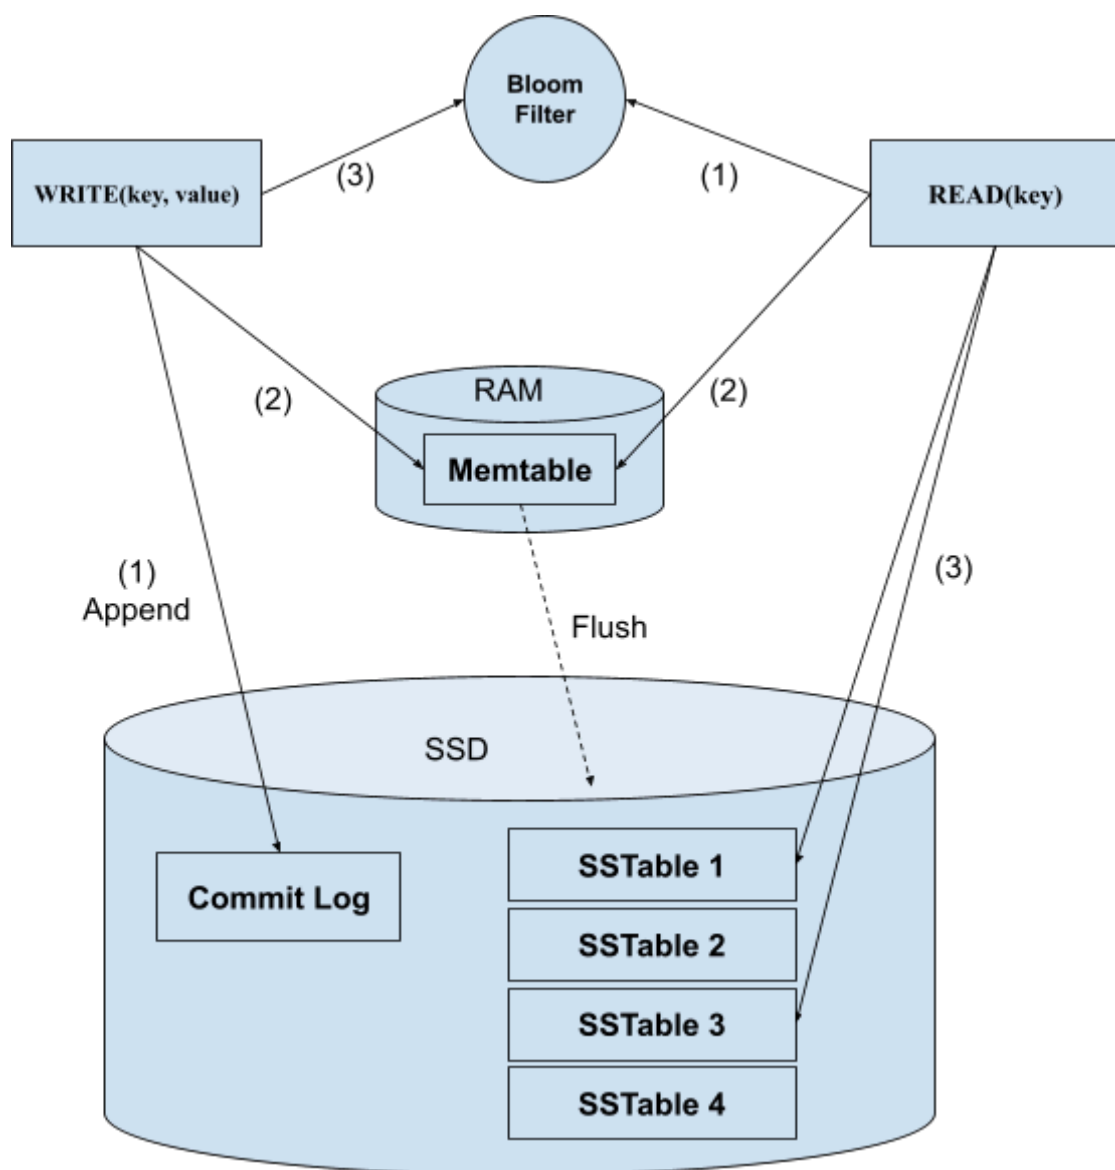 Bloom
Filter
WRITE(key, value)
(3)
(1)
READ(key)
RAM
(2)
(2)
Memtable
(1)
Append
(3)
Flush
SSD
SSTable 1
Commit Log
SSTable 2
SSTable 3
SSTable 4